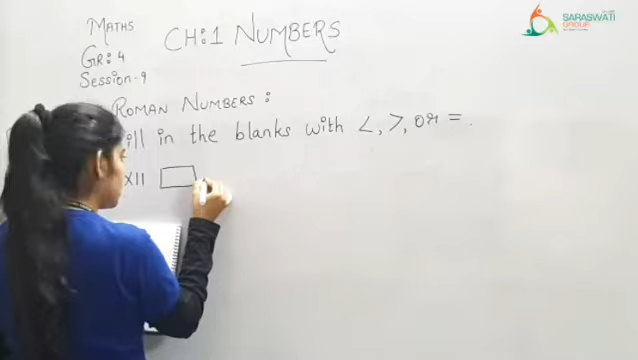 MATHS
GR: 4
Session-9
CH:1 NUMBERS
SARASWATI
GROUP
ROMAN NUMBERS:
ill in the blanks with <, >, or =.
XII